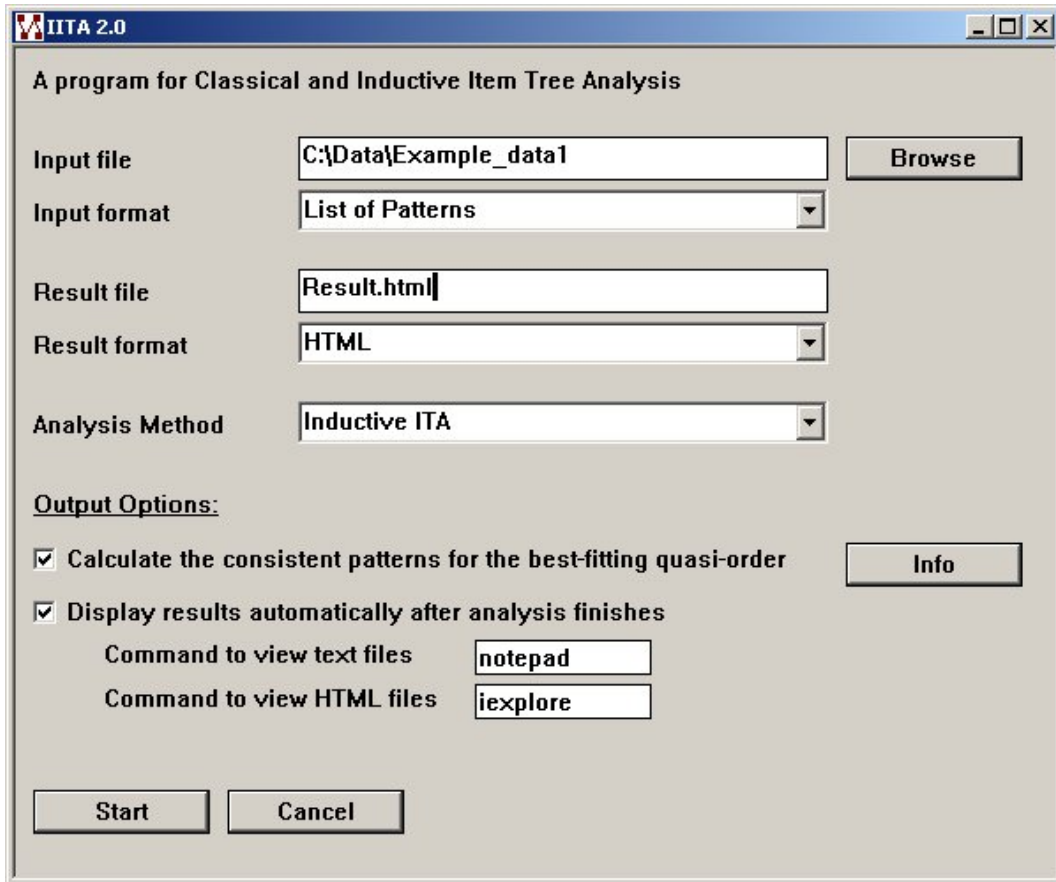 IITA 2.0
A program for Classical and Inductive Item Tree Analysis
Input file C:\Data\Example_data1 Browse
Input format List of Patterns
Result file Result.html
Result format HTML
Analysis Method Inductive ITA
Output Options:
Calculate the consistent patterns for the best-fitting quasi-order Info
Display results automatically after analysis finishes
Command to view text files notepad
Command to view HTML files iexplore
Start Cancel